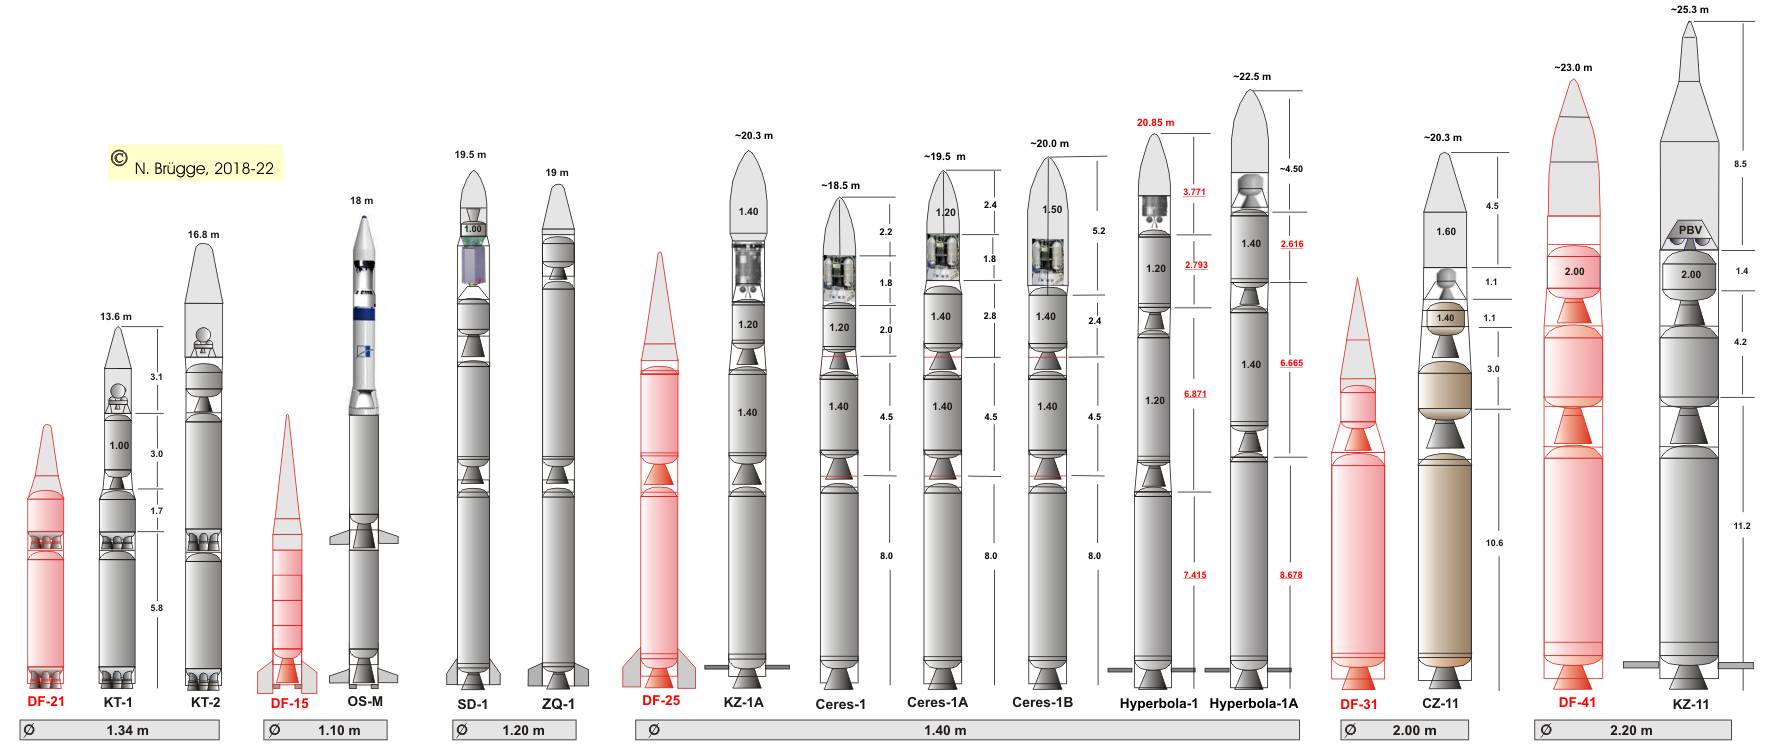 © N. Brügge, 2018-22
13.6 m
16.8 m
18 m
19.5 m
19 m
~20.3 m
~18.5 m
~19.5 m
~20.0 m
20.85 m
~22.5 m
~20.3 m
~23.0 m
~25.3 m
3.1
1.00
3.0
1.7
5.8
1.00
1.40
1.20
1.40
2.2
1.8
1.20
2.0
1.40
4.5
8.0
1.20
2.4
1.8
1.40
2.8
1.40
4.5
8.0
1.50
5.2
1.40
2.4
1.40
4.5
8.0
3.771
1.20
2.793
1.20
6.871
7.415
~4.50
1.40
2.616
1.40
6.665
8.678
1.60
4.5
1.1
1.40
1.1
3.0
10.6
2.00
8.5
PBV
2.00
1.4
4.2
11.2
DF-21
KT-1
KT-2
DF-15
OS-M
SD-1
ZQ-1
DF-25
KZ-1A
Ceres-1
Ceres-1A
Ceres-1B
Hyperbola-1
Hyperbola-1A
DF-31
CZ-11
DF-41
KZ-11
Ø 1.34 m
Ø 1.10 m
Ø 1.20 m
Ø 1.40 m
Ø 2.00 m
Ø 2.20 m